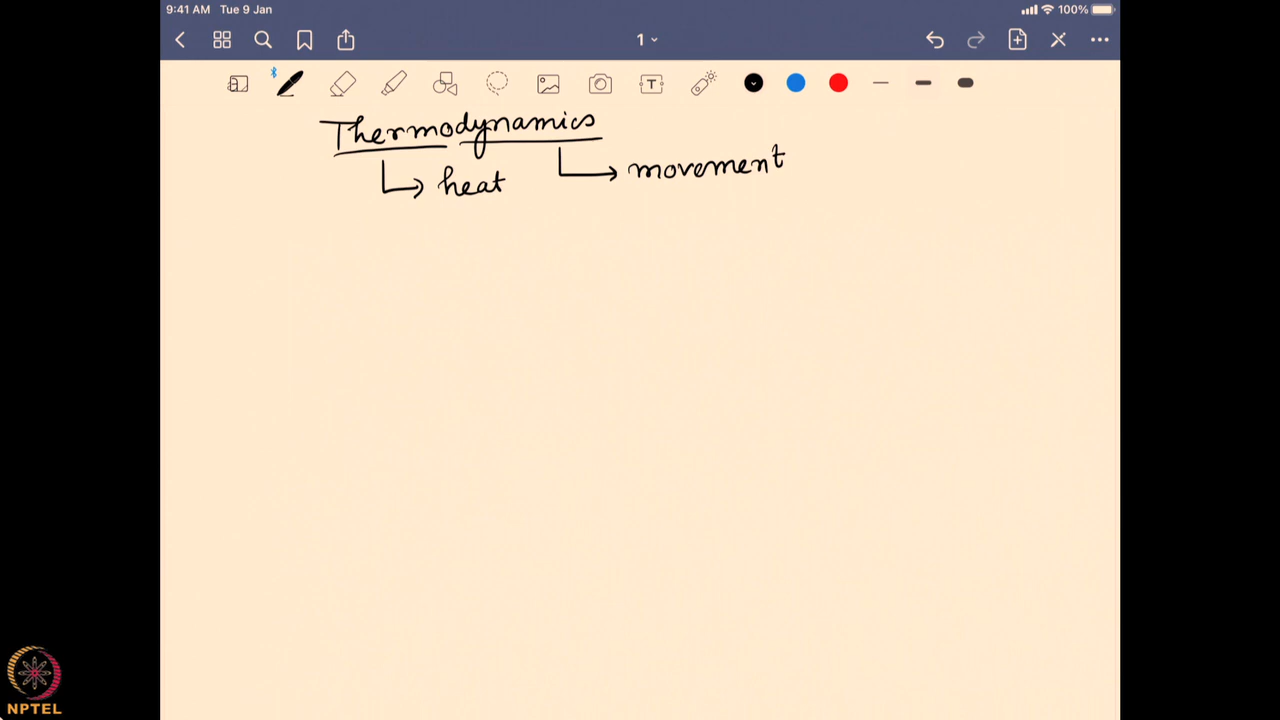 9:41 AM Tue 9 Jan 100%
1
T
Thermodynamics
heat movement
NPTEL